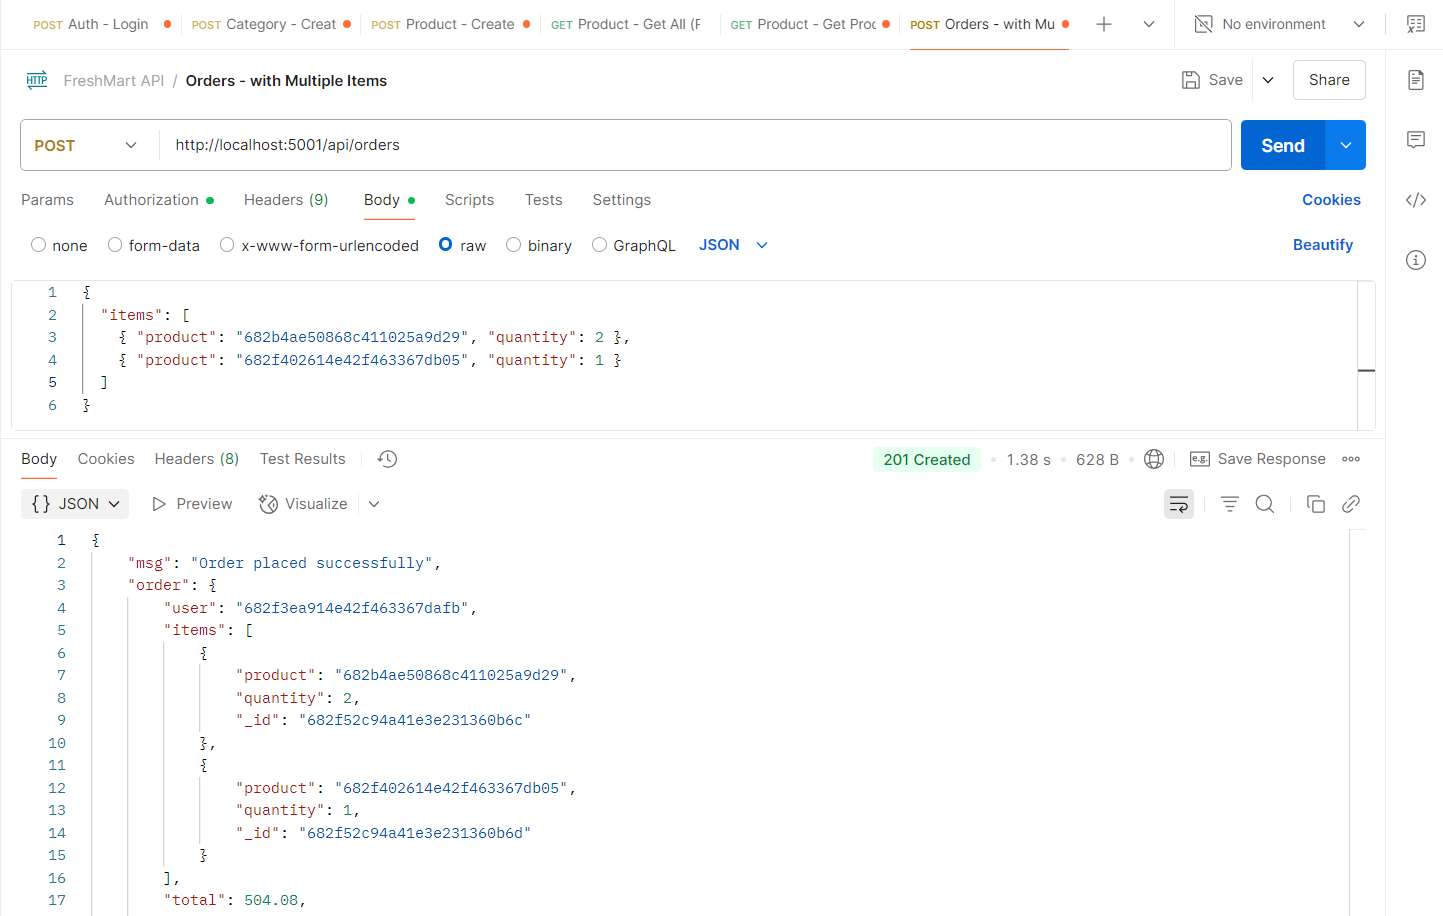 POST Auth - Login POST Category - Creat POST Product - Create GET Product - Get All (F GET Product - Get Proc POST Orders - with Mu No environment
HTTP FreshMart API / Orders - with Multiple Items Save Share
POST http://localhost:5001/api/orders Send
Params Authorization Headers (9) Body Scripts Tests Settings Cookies
none form-data x-www-form-urlencoded raw binary GraphQL JSON Beautify
1 {
2 "items": [
3 { "product": "682b4ae50868c411025a9d29", "quantity": 2 },
4 { "product": "682f402614e42f463367db05", "quantity": 1 }
5 ]
6 }
Body Cookies Headers (8) Test Results 201 Created 1.38 s 628 B e.g. Save Response
{} JSON Preview Visualize
1 {
2 "msg": "Order placed successfully",
3 "order": {
4 "user": "682f3ea914e42f463367dafb",
5 "items": [
6 {
7 "product": "682b4ae50868c411025a9d29",
8 "quantity": 2,
9 "_id": "682f52c94a41e3e231360b6c"
10 },
11 {
12 "product": "682f402614e42f463367db05",
13 "quantity": 1,
14 "_id": "682f52c94a41e3e231360b6d"
15 }
16 ],
17 "total": 504.08,